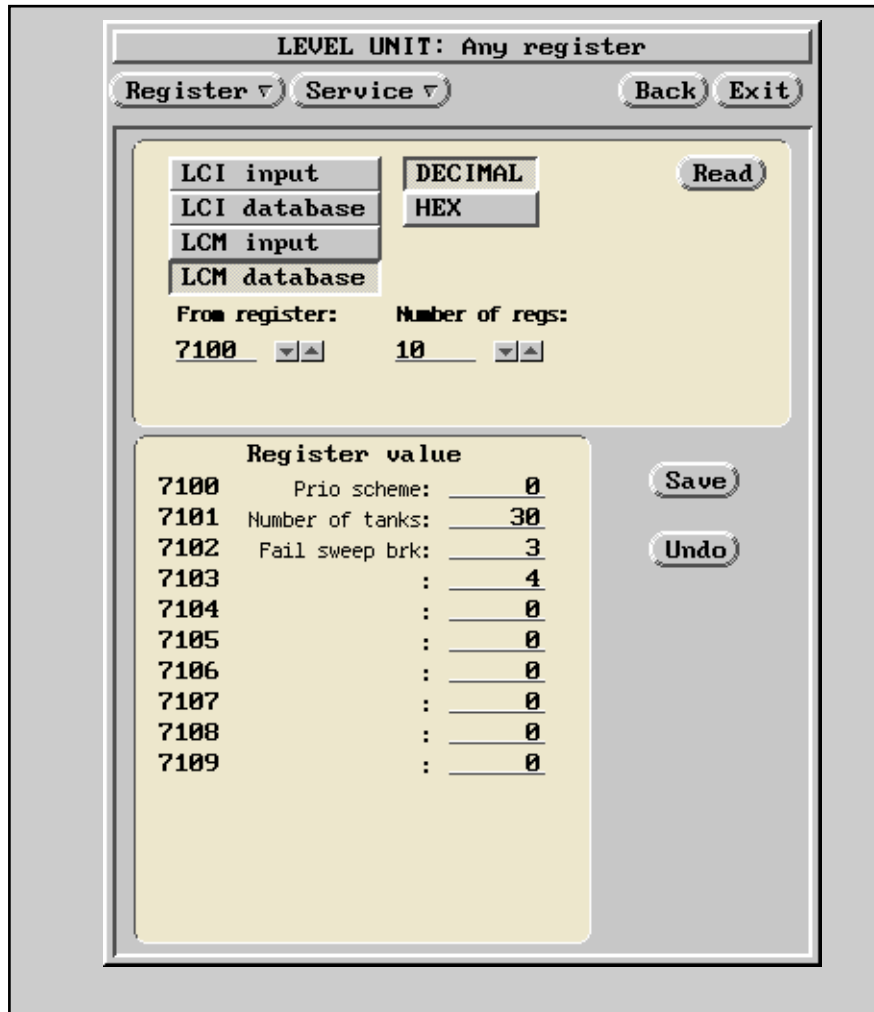 LEVEL UNIT: Any register
Register Service Back Exit
LCI input DECIMAL Read
LCI database HEX
LCM input
LCM database
From register: Number of regs:
7100 10
Register value
7100 Prio scheme: 0 Save
7101 Number of tanks: 30
7102 Fail sweep brk: 3 Undo
7103 : 4
7104 : 0
7105 : 0
7106 : 0
7107 : 0
7108 : 0
7109 : 0